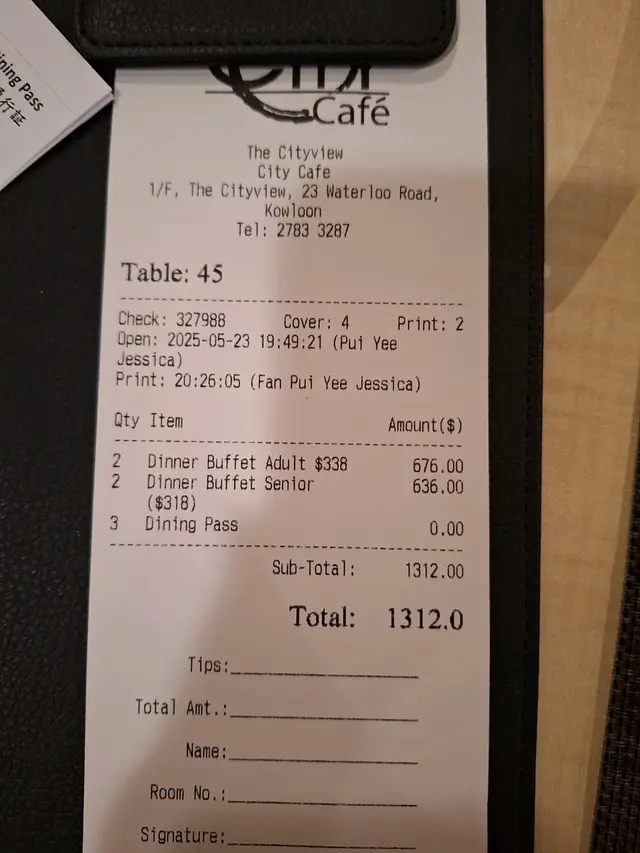 Dining Pass
行証
Café
The Cityview
City Cafe
1/F, The Cityview, 23 Waterloo Road,
Kowloon
Tel: 2783 3287
Table: 45
Check: 327988 Cover: 4 Print: 2
Open: 2025-05-23 19:49:21 (Pui Yee
Jessica)
Print: 20:26:05 (Fan Pui Yee Jessica)
Qty Item Amount($)
2 Dinner Buffet Adult $338 676.00
2 Dinner Buffet Senior 636.00
($318)
3 Dining Pass 0.00
Sub-Total: 1312.00
Total: 1312.0
Tips:
Total Amt.:
Name:
Room No.:
Signature: